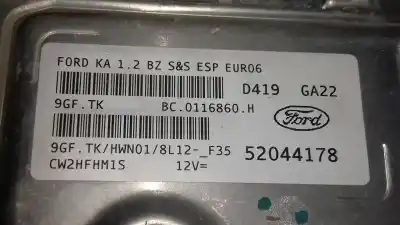 FORD KA 1.2 BZ S&S ESP EURO6
D419 GA22
9GF.TK BC.0116860.H
Ford
9GF.TK/HWN01/8L12-_F35 52044178
CW2HFHM1S 12V=